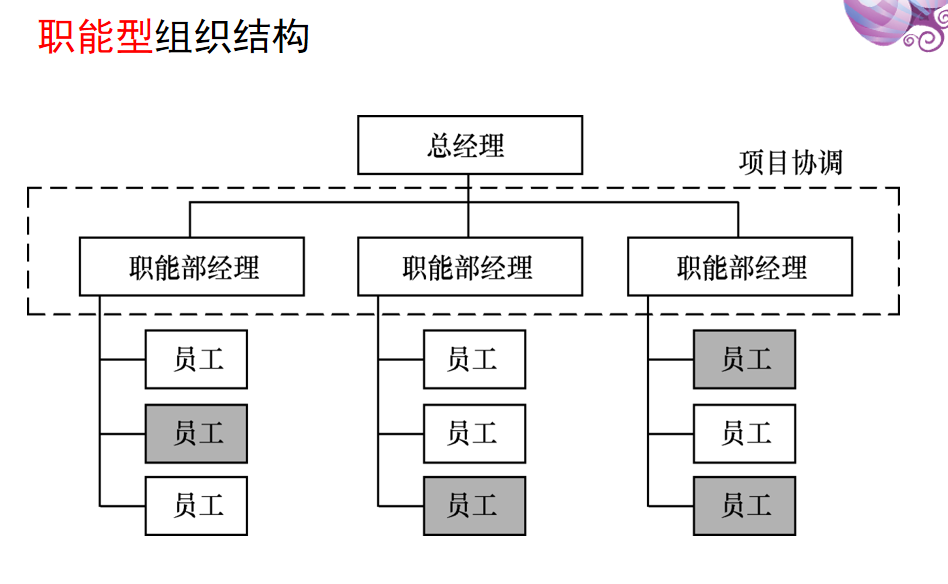 职能型组织结构
总经理
项目协调
职能部经理 职能部经理 职能部经理
员工 员工 员工
员工 员工 员工
员工 员工 员工